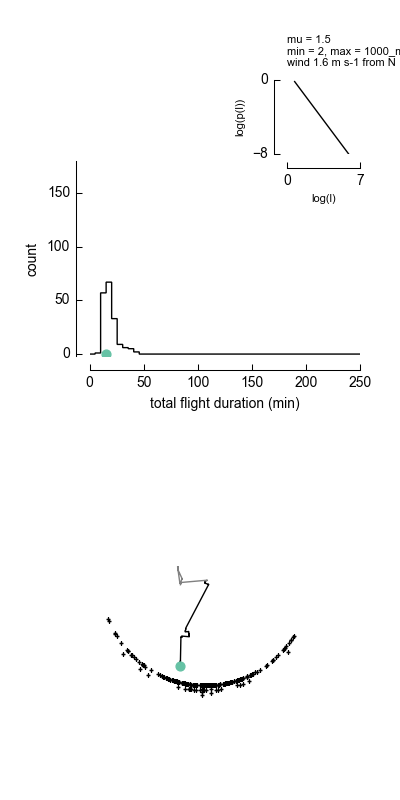 mu = 1.5
min = 2, max = 1000_m
wind 1.6 m s-1 from N
0
log(p(l))
−8
0 7
log(l)
150
100
count
50
0
0 50 100 150 200 250
total flight duration (min)